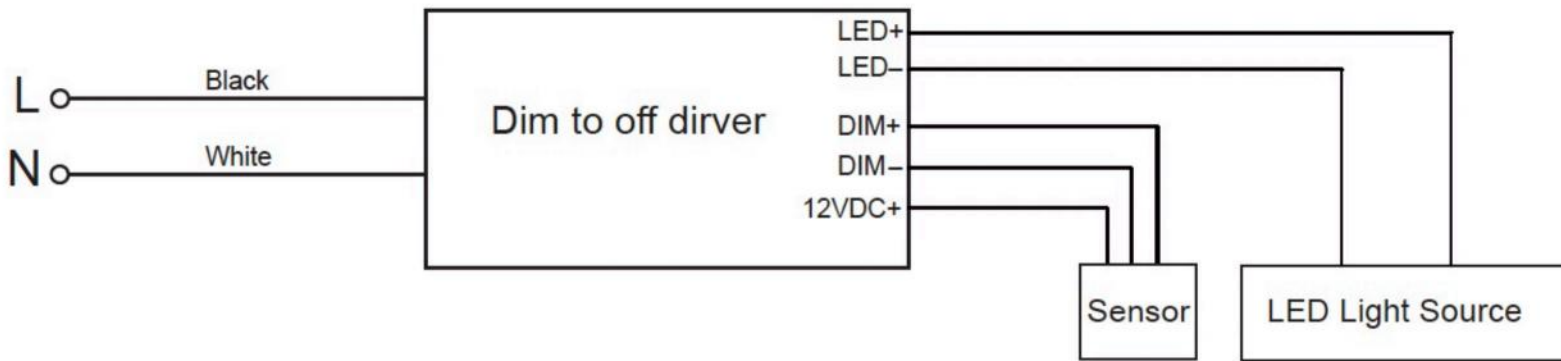 L
Black
N
White
Dim to off dirver
LED+
LED−
DIM+
DIM−
12VDC+
Sensor
LED Light Source